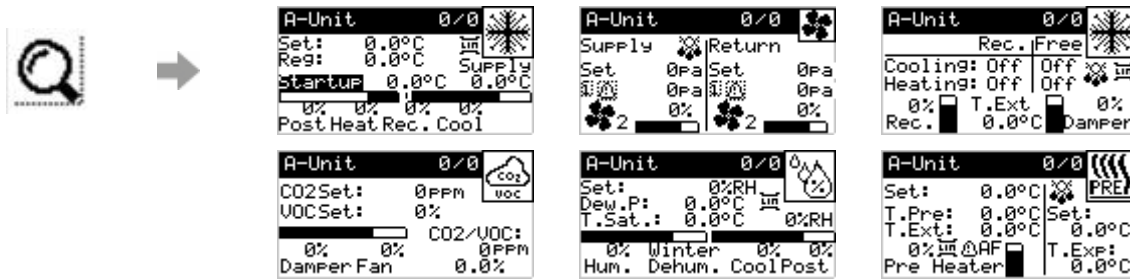 A-Unit 0/0
Set: 0.0°C
Reg: 0.0°C Supply
Startup 0.0°C 0.0°C
0% 0% 0% 0%
Post Heat Rec. Cool
A-Unit 0/0
Supply Return
Set 0Pa Set 0Pa
0Pa 0Pa
0% 0%
2 2
A-Unit 0/0
Rec. Free
Cooling: Off Off
Heating: Off Off
0% T.Ext 0%
Rec. 0.0°C Damper
A-Unit 0/0
CO2
VOC
CO2Set: 0PPM
VOCSet: 0%
CO2/VOC:
0% 0% 0PPM
Damper Fan 0.0%
A-Unit 0/0
%
Set: 0%RH
Dew.P: 0.0°C
T.Sat.: 0.0°C 0%RH
0% Winter 0% 0%
Hum. Dehum. Cool Post
A-Unit 0/0
PRE
Set: 0.0°C
T.Pre: 0.0°C Set:
T.Ext: 0.0°C 0.0°C
0% AF T.Exp:
Pre Heater 0.0°C